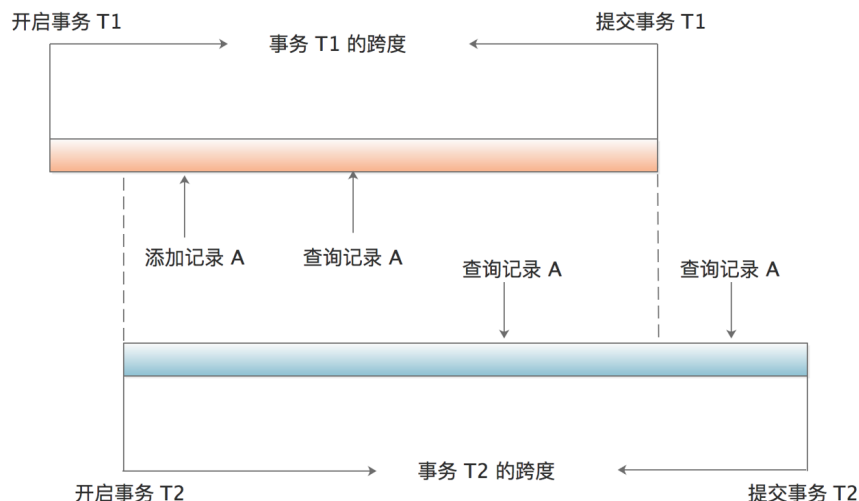 开启事务 T1
提交事务 T1
事务 T1 的跨度
添加记录 A
查询记录 A
查询记录 A
查询记录 A
事务 T2 的跨度
开启事务 T2
提交事务 T2